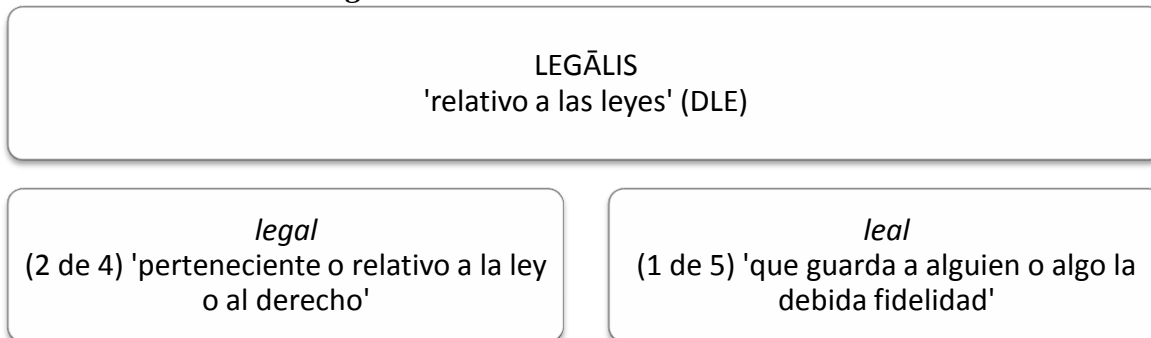 LEGĀLIS
'relativo a las leyes' (DLE)
legal
(2 de 4) 'perteneciente o relativo a la ley
o al derecho'
leal
(1 de 5) 'que guarda a alguien o algo la
debida fidelidad'